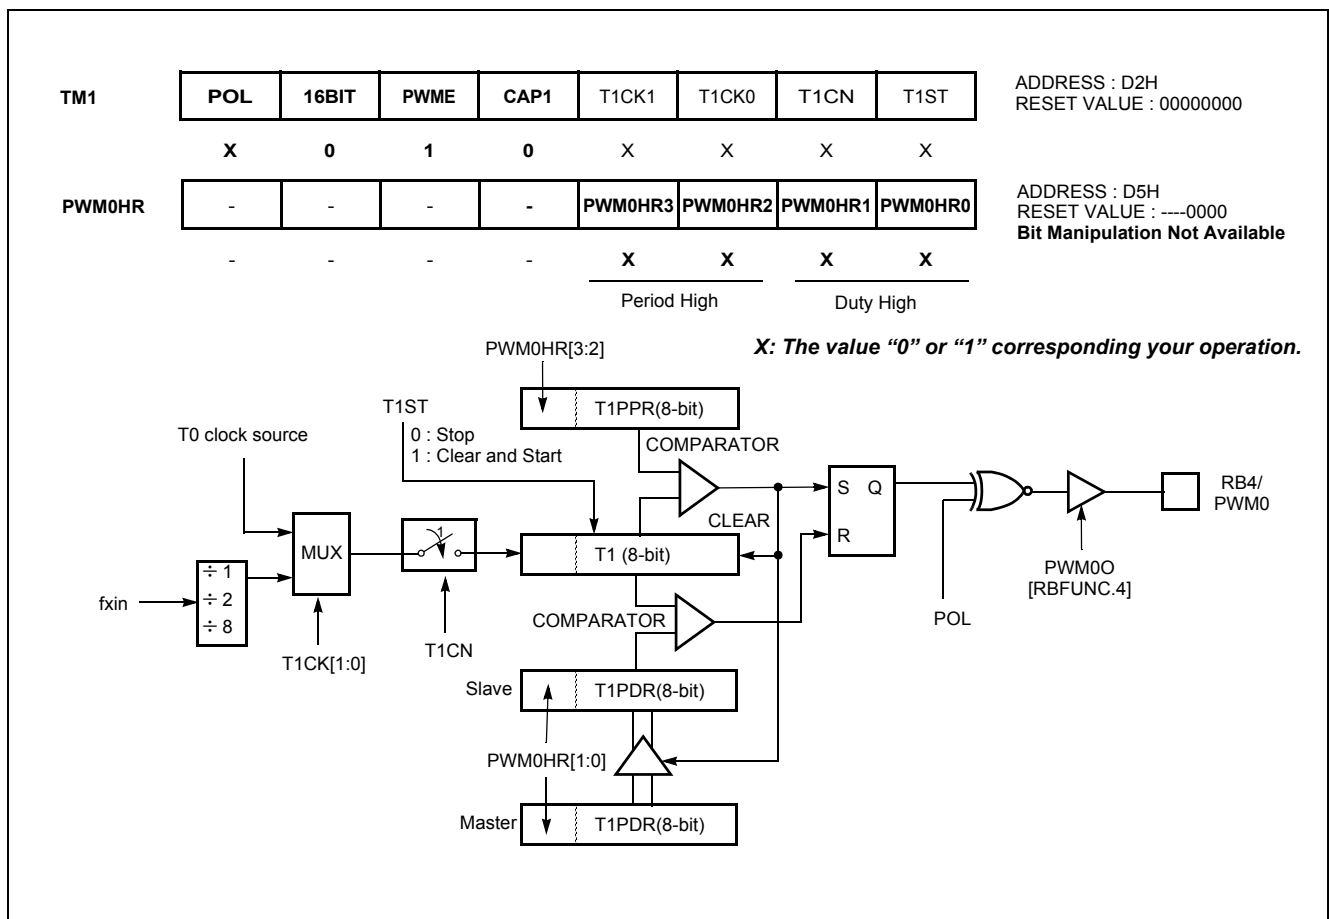 TM1
POL 16BIT PWME CAP1 T1CK1 T1CK0 T1CN T1ST
ADDRESS : D2H
RESET VALUE : 00000000
X 0 1 0 X X X X
PWM0HR
- - - - PWM0HR3 PWM0HR2 PWM0HR1 PWM0HR0
ADDRESS : D5H
RESET VALUE : ----0000
Bit Manipulation Not Available
- - - - X X X X
Period High
Duty High
X: The value “0” or “1” corresponding your operation.
PWM0HR[3:2]
T1ST
0 : Stop
1 : Clear and Start
T1PPR(8-bit)
T0 clock source
COMPARATOR
S Q
R
RB4/
PWM0
CLEAR
MUX
1
T1 (8-bit)
fxin
÷ 1
÷ 2
÷ 8
T1CK[1:0]
T1CN
COMPARATOR
POL
PWM0O
[RBFUNC.4]
Slave
T1PDR(8-bit)
PWM0HR[1:0]
Master
T1PDR(8-bit)